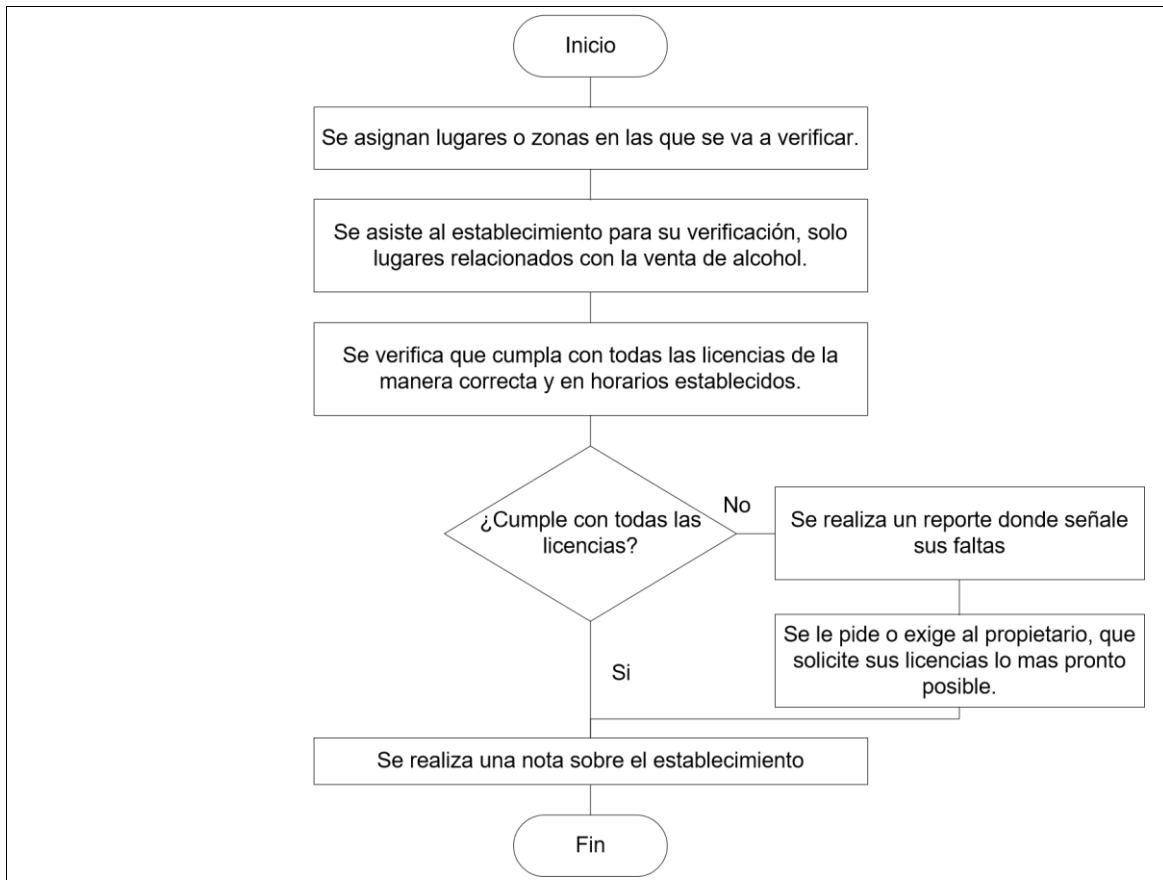 Inicio
Se asignan lugares o zonas en las que se va a verificar.
Se asiste al establecimiento para su verificación, solo
lugares relacionados con la venta de alcohol.
Se verifica que cumpla con todas las licencias de la
manera correcta y en horarios establecidos.
¿Cumple con todas las
licencias?
No
Se realiza un reporte donde señale
sus faltas
Se le pide o exige al propietario, que
solicite sus licencias lo mas pronto
posible.
Si
Se realiza una nota sobre el establecimiento
Fin